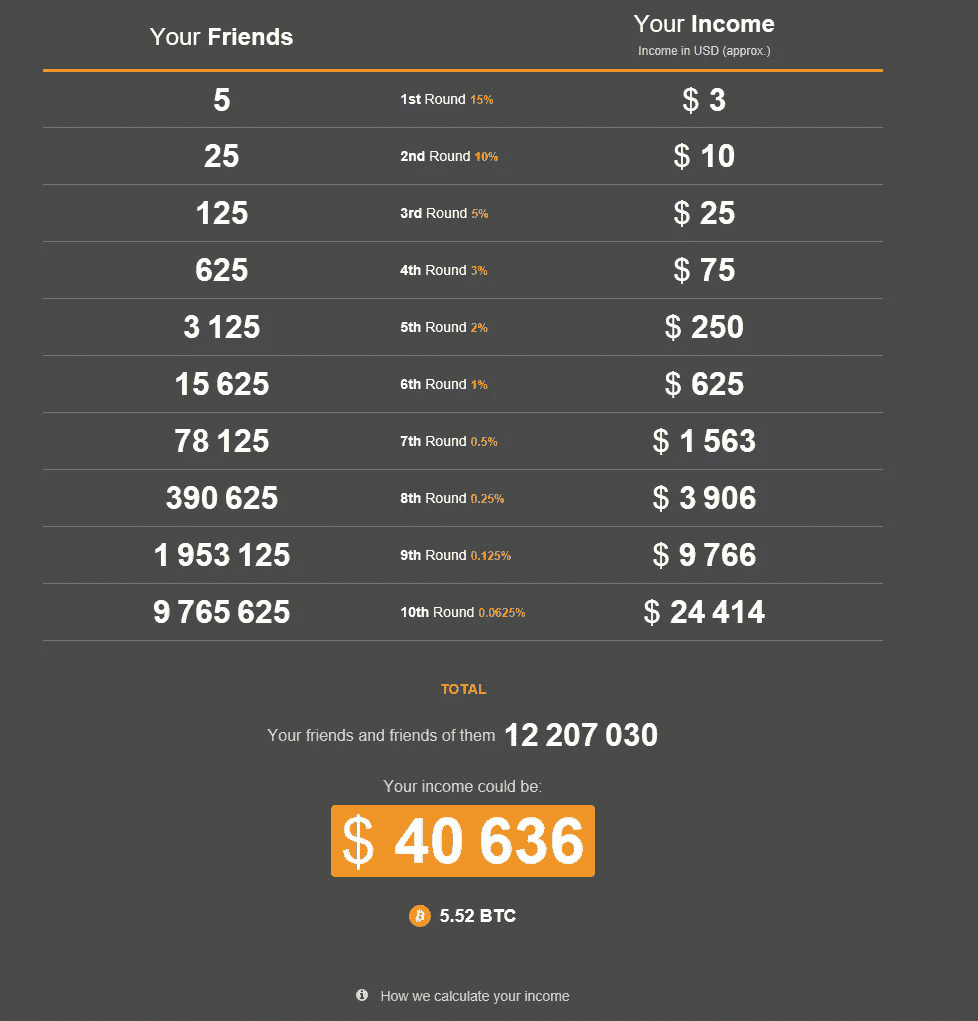 Your Friends Your Income
Income in USD (approx.)
5 1st Round 15% $ 3
25 2nd Round 10% $ 10
125 3rd Round 5% $ 25
625 4th Round 3% $ 75
3 125 5th Round 2% $ 250
15 625 6th Round 1% $ 625
78 125 7th Round 0.5% $ 1 563
390 625 8th Round 0.25% $ 3 906
1 953 125 9th Round 0.125% $ 9 766
9 765 625 10th Round 0.0625% $ 24 414
TOTAL
Your friends and friends of them 12 207 030
Your income could be:
$ 40 636
5.52 BTC
How we calculate your income